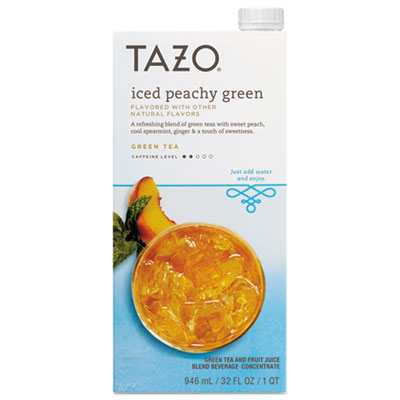 TAZO®
iced peachy green
FLAVORED WITH OTHER
NATURAL FLAVORS
A refreshing blend of green teas with sweet peach,
cool spearmint, ginger & a touch of sweetness.
GREEN TEA
CAFFEINE LEVEL
Just add water
and enjoy.
GREEN TEA AND FRUIT JUICE
BLEND BEVERAGE CONCENTRATE
946 mL / 32 FL OZ / 1 QT